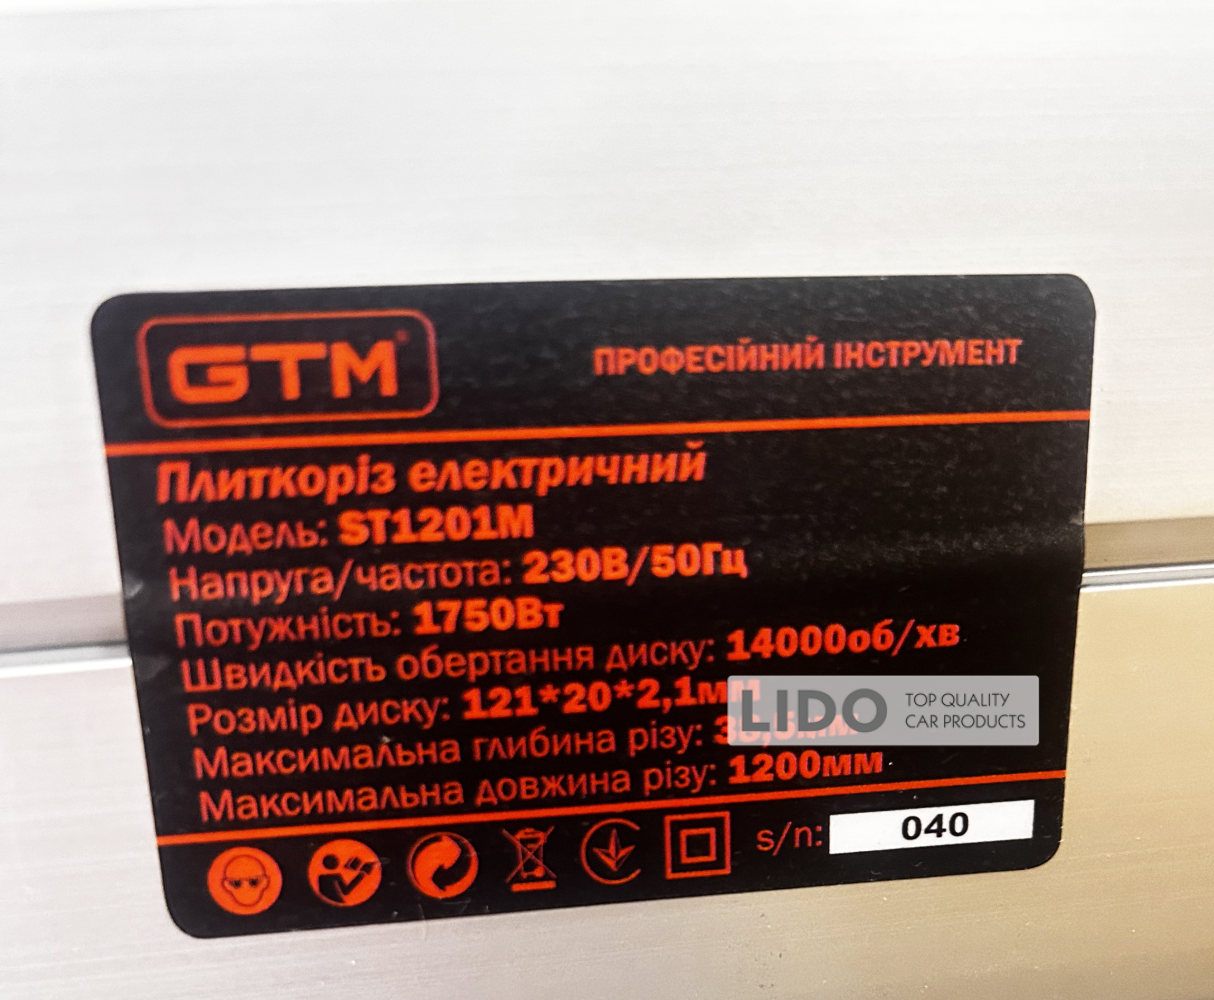 GTM®
ПРОФЕСІЙНИЙ ІНСТРУМЕНТ
Плиткоріз електричний
Модель: ST1201M
Напруга/частота: 230В/50Гц
Потужність: 1750Вт
Швидкість обертання диску: 14000об/хв
Розмір диску: 121*20*2,1мм
LIDO TOP QUALITY
CAR PRODUCTS
Максимальна глибина різу:
Максимальна довжина різу: 1200мм
s/n: 040